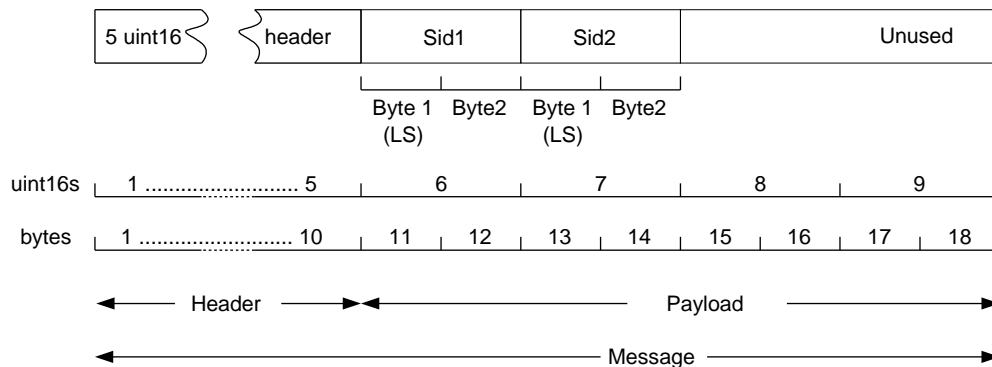 5 uint16 header Sid1 Sid2 Unused
Byte 1 Byte2 Byte 1 Byte2
(LS) (LS)
uint16s 1 ......................... 5 6 7 8 9
bytes 1 .......................... 10 11 12 13 14 15 16 17 18
Header Payload
Message